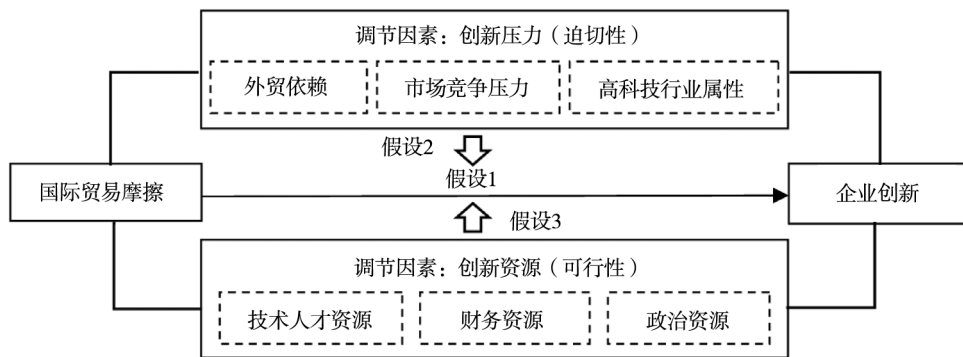 调节因素：创新压力（迫切性）
外贸依赖
市场竞争压力
高科技行业属性
假设2
国际贸易摩擦
假设1
企业创新
假设3
调节因素：创新资源（可行性）
技术人才资源
财务资源
政治资源